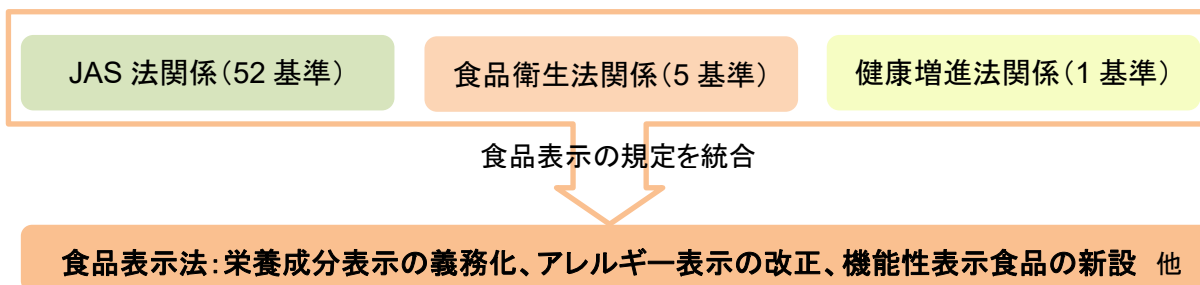 JAS 法関係（52 基準）
食品衛生法関係（5 基準）
健康増進法関係（1 基準）
食品表示の規定を統合
食品表示法：栄養成分表示の義務化、アレルギー表示の改正、機能性表示食品の新設 他